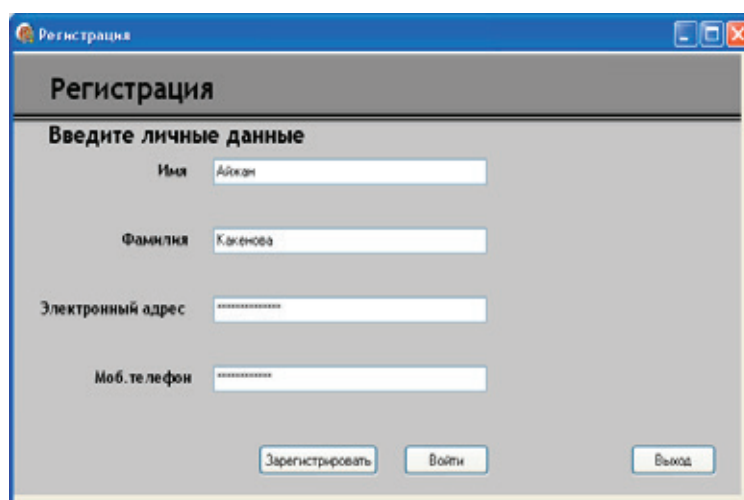 Регистрация
Регистрация
Введите личные данные
Имя
Айжан
Фамилия
Какенова
Электронный адрес
Моб.телефон
Зарегистрировать
Войти
Выход